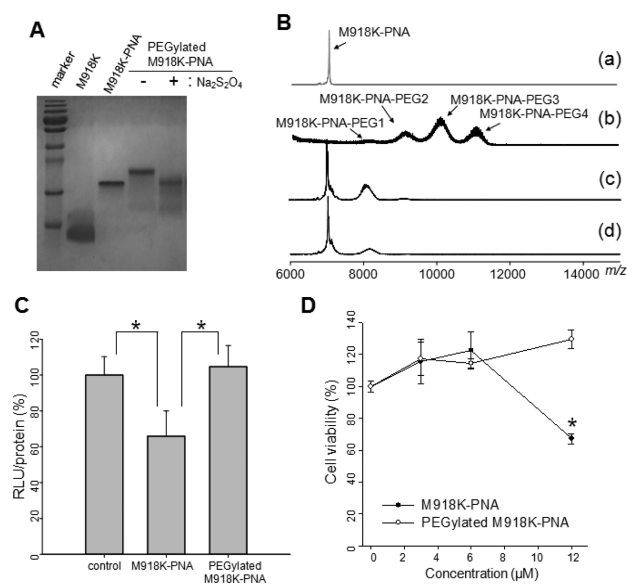 A
marker
M918K
M918K-PNA
PEGylated
M918K-PNA
- + : Na₂S₂O₄
B
M918K-PNA
(a)
M918K-PNA-PEG2
M918K-PNA-PEG3
M918K-PNA-PEG1
M918K-PNA-PEG4
(b)
(c)
(d)
6000 8000 10000 12000 14000 m/z
C
RLU/protein (%)
120
100
80
60
40
20
0
* *
control M918K-PNA PEGylated
M918K-PNA
D
Cell viability (%)
140
120
100
80
60
40
20
0
*
M918K-PNA
PEGylated M918K-PNA
0 2 4 6 8 10 12
Concentration (µM)